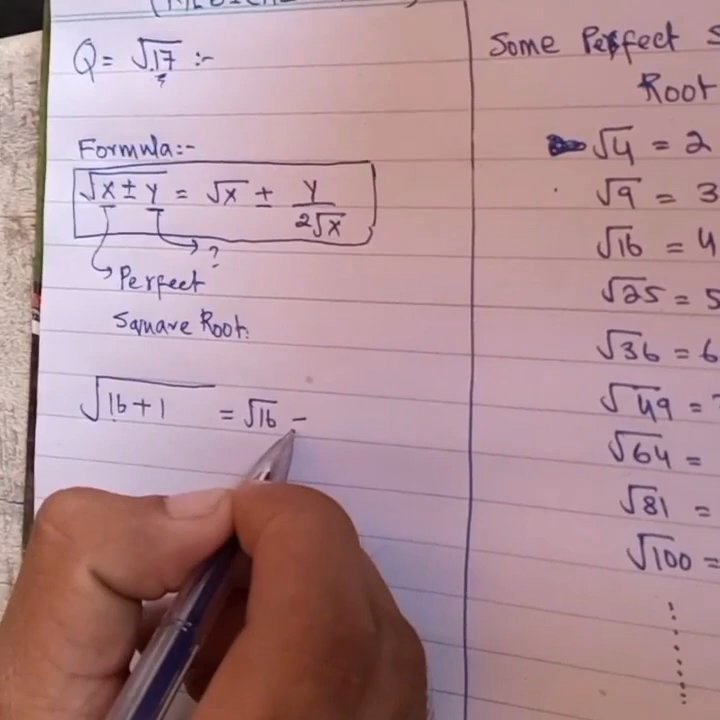 Q = √17 :-
Formula:-
√x ± y = √x ± y/2√x
?
Perfect
Square Root.
√16+1 = √16 -
Some Perfect S
Root
√4 = 2
√9 = 3
√16 = 4
√25 = 5
√36 = 6
√49 =
√64 =
√81 =
√100 =